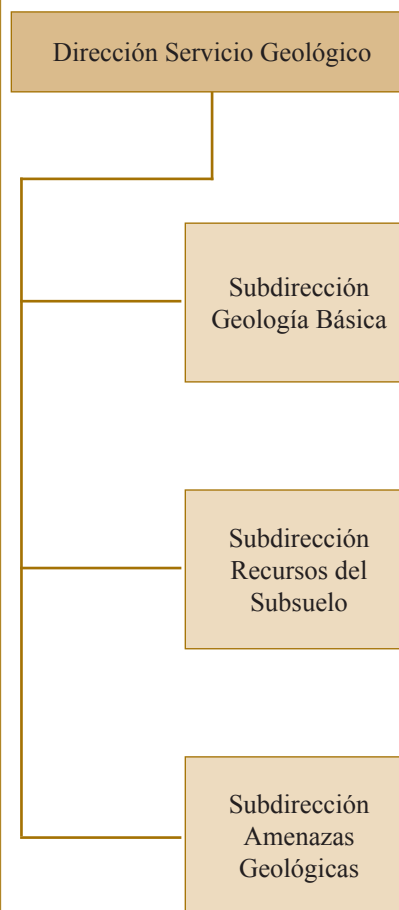 Dirección Servicio Geológico
Subdirección
Geología Básica
Subdirección
Recursos del
Subsuelo
Subdirección
Amenazas
Geológicas